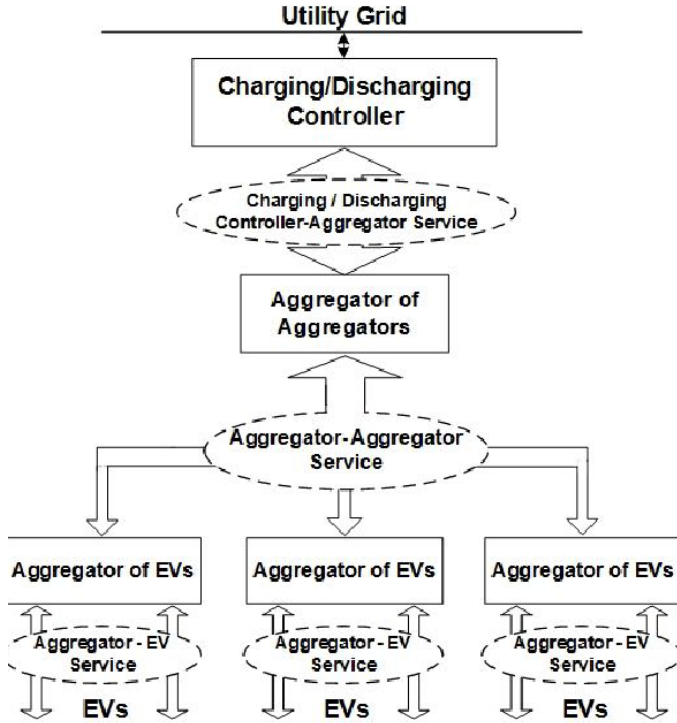 Utility Grid
Charging/Discharging
Controller
Charging / Discharging
Controller-Aggregator Service
Aggregator of
Aggregators
Aggregator-Aggregator
Service
Aggregator of EVs
Aggregator of EVs
Aggregator of EVs
Aggregator - EV
Service
Aggregator - EV
Service
Aggregator - EV
Service
EVs
EVs
EVs